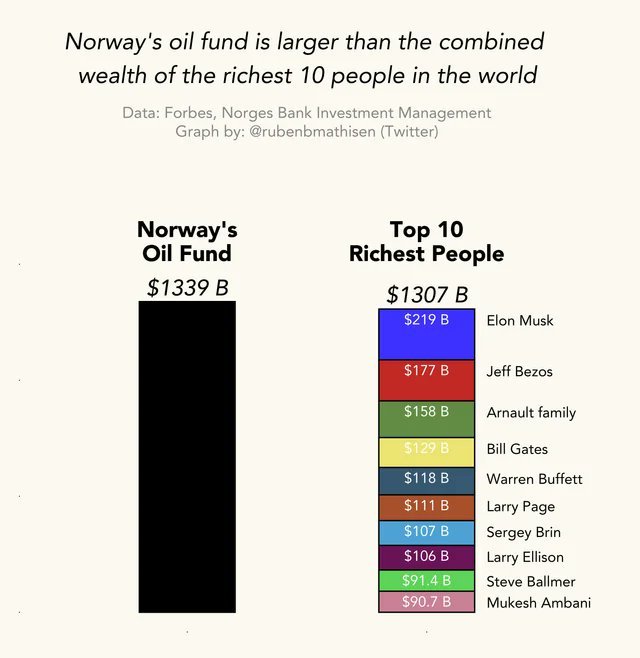 Norway's oil fund is larger than the combined
wealth of the richest 10 people in the world
Data: Forbes, Norges Bank Investment Management
Graph by: @rubenbmathisen (Twitter)
Norway's
Oil Fund
$1339 B
Top 10
Richest People
$1307 B
$219 B Elon Musk
$177 B Jeff Bezos
$158 B Arnault family
$129 B Bill Gates
$118 B Warren Buffett
$111 B Larry Page
$107 B Sergey Brin
$106 B Larry Ellison
$91.4 B Steve Ballmer
$90.7 B Mukesh Ambani